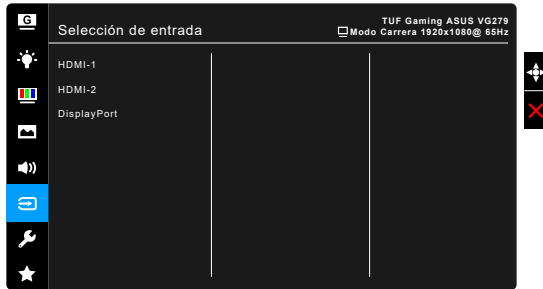 G
Selección de entrada
TUF Gaming ASUS VG279
Modo Carrera 1920x1080@ 65Hz
HDMI-1
HDMI-2
DisplayPort